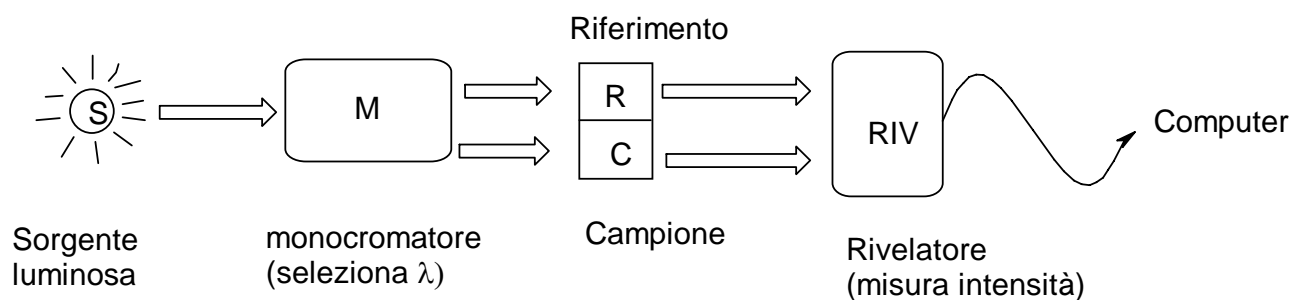 Riferimento
S
M
R
C
RIV
Computer
Sorgente
luminosa
monocromatore
(seleziona λ)
Campione
Rivelatore
(misura intensità)